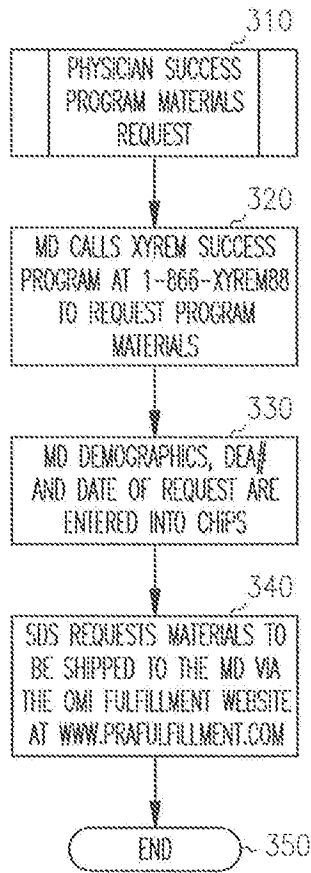 310
PHYSICIAN SUCCESS
PROGRAM MATERIALS
REQUEST
320
MD CALLS XYREM SUCCESS
PROGRAM AT 1-866-XYREM88
TO REQUEST PROGRAM
MATERIALS
330
MD DEMOGRAPHICS, DEA#
AND DATE OF REQUEST ARE
ENTERED INTO CHIPS
340
SDS REQUESTS MATERIALS TO
BE SHIPPED TO THE MD VIA
THE OMI FULFILLMENT WEBSITE
AT WWW.PRAFULFILLMENT.COM
END
350